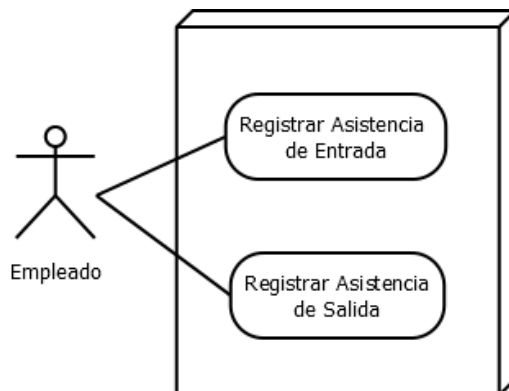 Registrar Asistencia
de Entrada
Empleado
Registrar Asistencia
de Salida